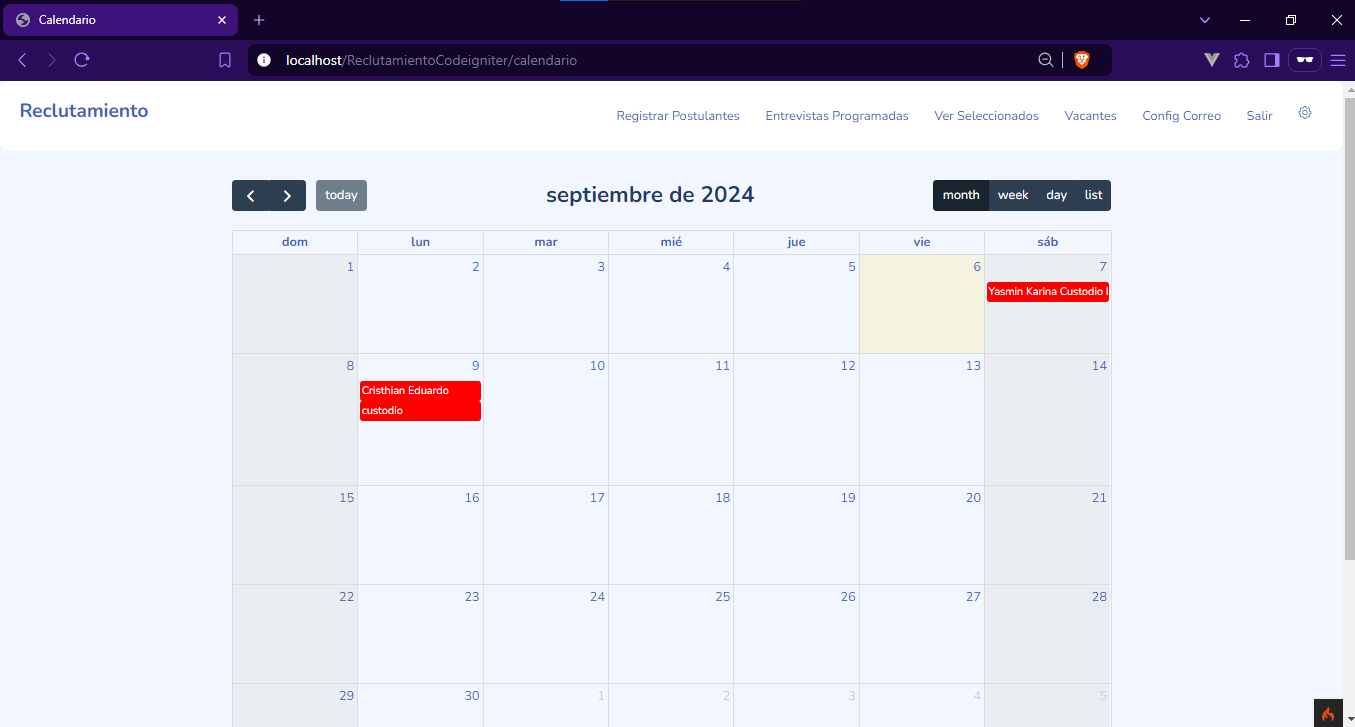 Calendario
localhost/ReclutamientoCodeigniter/calendario
Reclutamiento
Registrar Postulantes Entrevistas Programadas Ver Seleccionados Vacantes Config Correo Salir
today septiembre de 2024 month week day list
dom lun mar mié jue vie sáb
1 2 3 4 5 6 7
Yasmin Karina Custodio
8 9 10 11 12 13 14
Cristhian Eduardo
custodio
15 16 17 18 19 20 21
22 23 24 25 26 27 28
29 30 1 2 3 4 5